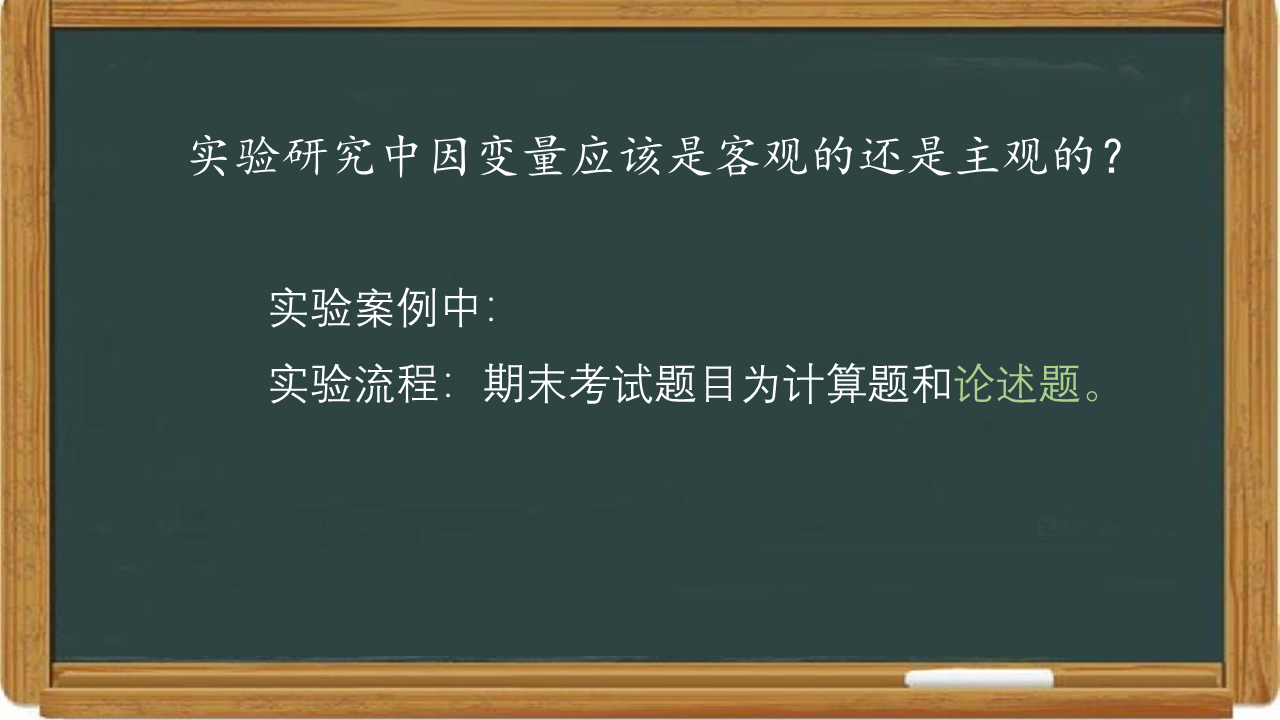 实验研究中因变量应该是客观的还是主观的？
实验案例中：
实验流程：期末考试题目为计算题和论述题。